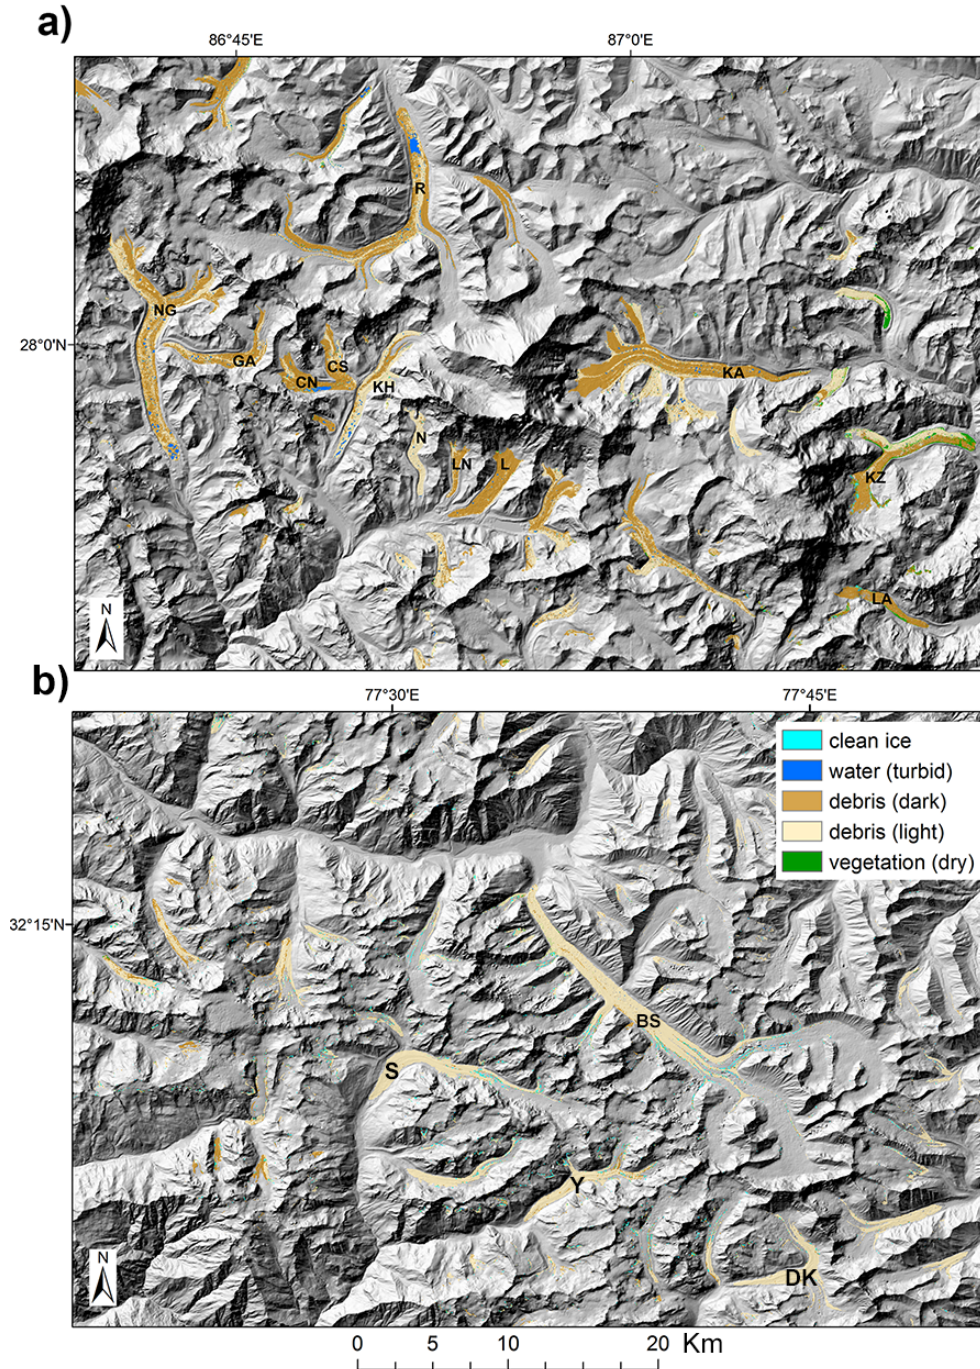 a)
86°45'E 87°0'E
R
NG
28°0'N
GA
CS
CN
KH
KA
N
LN
L
KZ
LA
N
b)
77°30'E 77°45'E
clean ice
water (turbid)
debris (dark)
debris (light)
vegetation (dry)
32°15'N
BS
S
Y
DK
N
0 5 10 20 Km